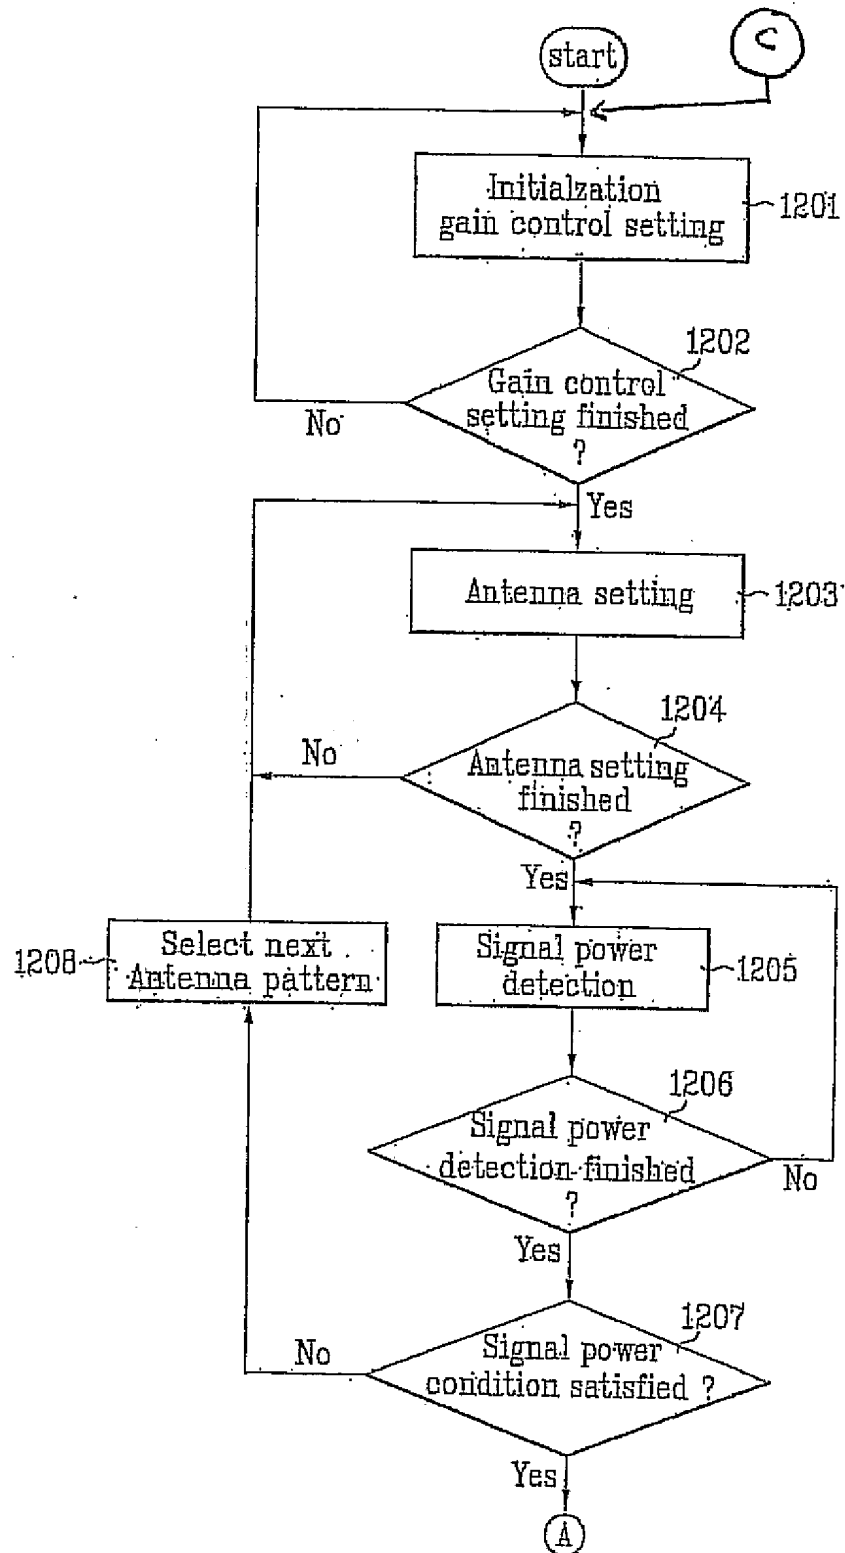 start
C
Initialzation
gain control setting
1201
1202
Gain control
setting finished
?
No
Yes
Antenna setting
1203
1204
No
Antenna setting
finished
?
Yes
1208
Select next
Antenna pattern
Signal power
detection
1205
1206
Signal power
detection finished
?
No
Yes
1207
No
Signal power
condition satisfied ?
Yes
A